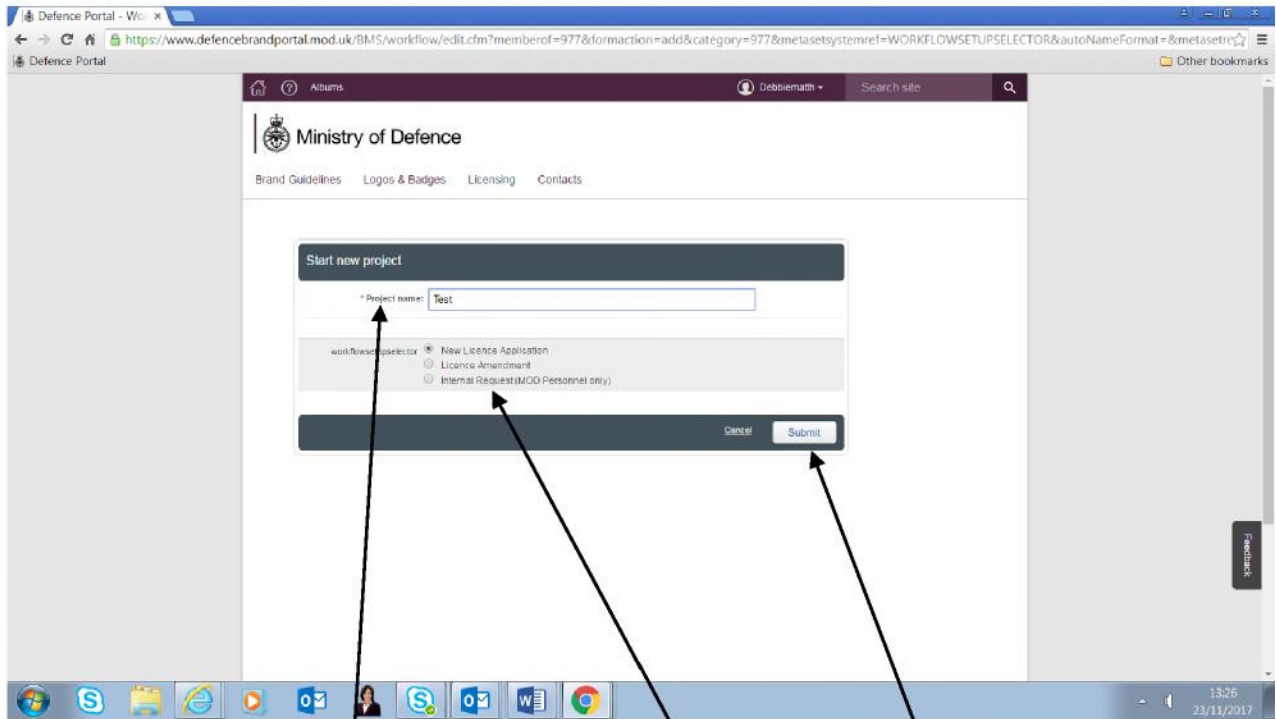 Defence Portal - Wo
https://www.defencebrandportal.mod.uk/BMS/workflow/edit.cfm?memberof=977&formaction=add&category=977&metasetsystemref=WORKFLOWSETUPSELECTOR&autoNameFormat=&metasetre
Defence Portal
Other bookmarks
Albums
Debbiemath
Search site
Ministry of Defence
Brand Guidelines Logos & Badges Licensing Contacts
Start new project
* Project name: Test
workflowsetupselector New Licence Application
Licence Amendment
Internal Request (MOD Personnel only)
Cancel Submit
Feedback
13:26
23/11/2017